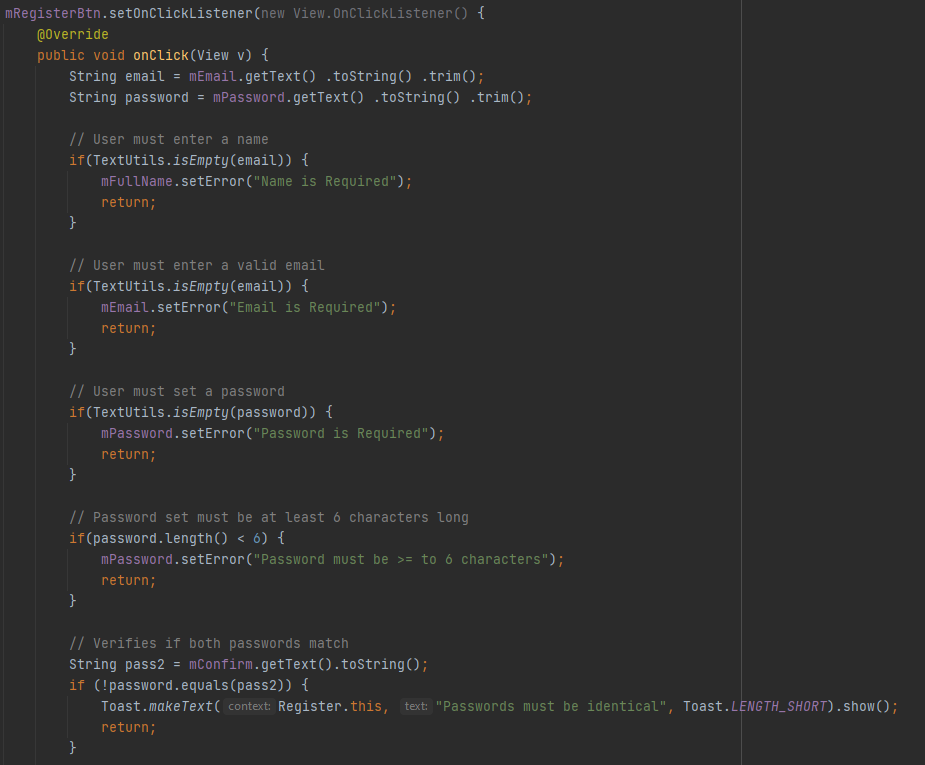 mRegisterBtn.setOnClickListener(new View.OnClickListener() {
    @Override
    public void onClick(View v) {
        String email = mEmail.getText() .toString() .trim();
        String password = mPassword.getText() .toString() .trim();

        // User must enter a name
        if(TextUtils.isEmpty(email)) {
            mFullName.setError("Name is Required");
            return;
        }

        // User must enter a valid email
        if(TextUtils.isEmpty(email)) {
            mEmail.setError("Email is Required");
            return;
        }

        // User must set a password
        if(TextUtils.isEmpty(password)) {
            mPassword.setError("Password is Required");
            return;
        }

        // Password set must be at least 6 characters long
        if(password.length() < 6) {
            mPassword.setError("Password must be >= to 6 characters");
            return;
        }

        // Verifies if both passwords match
        String pass2 = mConfirm.getText().toString();
        if (!password.equals(pass2)) {
            Toast.makeText( context: Register.this, text: "Passwords must be identical", Toast.LENGTH_SHORT).show();
            return;
        }